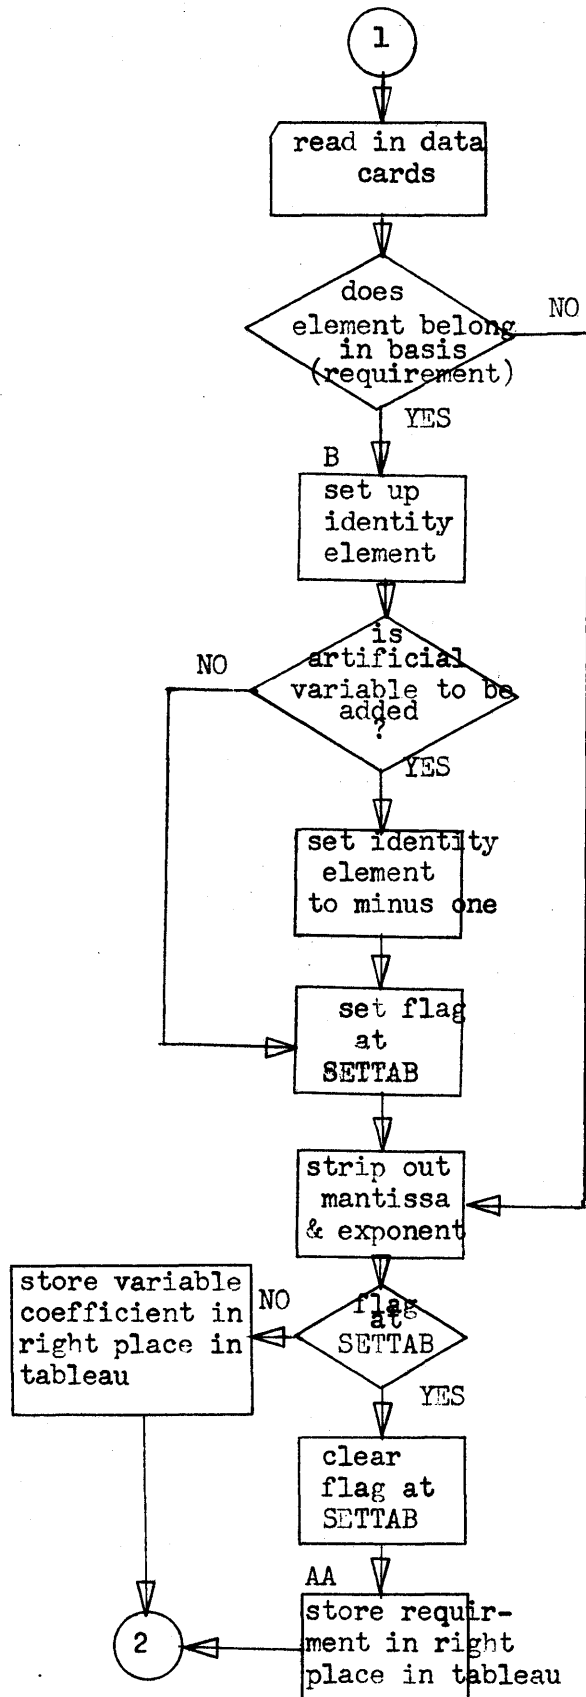 1
read in data
cards
does
element belong
in basis
(requirement)
NO
YES
B
set up
identity
element
is
artificial
variable to be
added
?
NO
YES
set identity
element
to minus one
set flag
at
SETTAB
strip out
mantissa
& exponent
flag
at
SETTAB
NO
store variable
coefficient in
right place in
tableau
YES
clear
flag at
SETTAB
AA
store requir-
ment in right
place in tableau
2